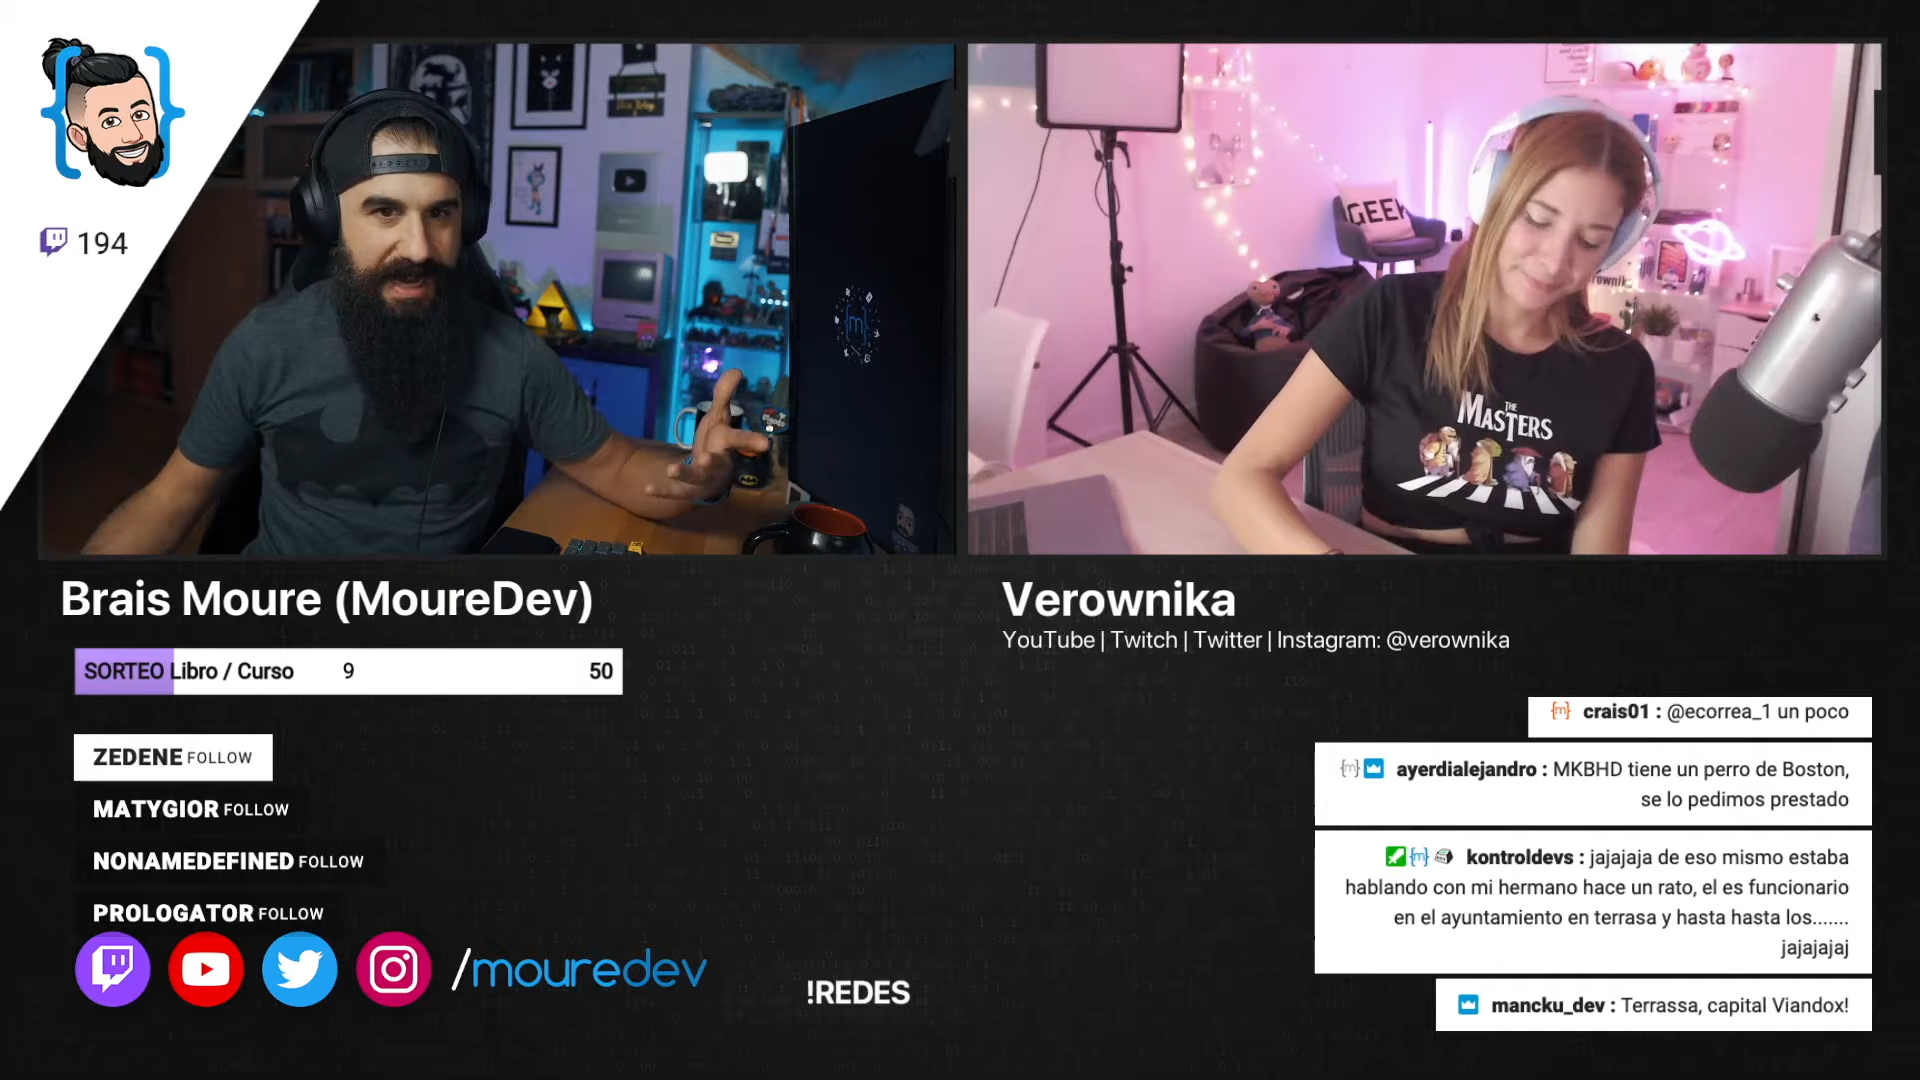 194
GEEK
rownik
THE
MASTERS
{m}
Brais Moure (MoureDev)
Verownika
YouTube | Twitch | Twitter | Instagram: @verownika
SORTEO Libro / Curso 9 50
ZEDENE FOLLOW
MATYGIOR FOLLOW
NONAMEDEFINED FOLLOW
PROLOGATOR FOLLOW
/mouredev
!REDES
{m} crais01 : @ecorrea_1 un poco
{m} ayerdialejandro : MKBHD tiene un perro de Boston,
se lo pedimos prestado
{m} kontroldevs : jajajaja de eso mismo estaba
hablando con mi hermano hace un rato, el es funcionario
en el ayuntamiento en terrasa y hasta hasta los.......
jajajajaj
mancku_dev : Terrassa, capital Viandox!